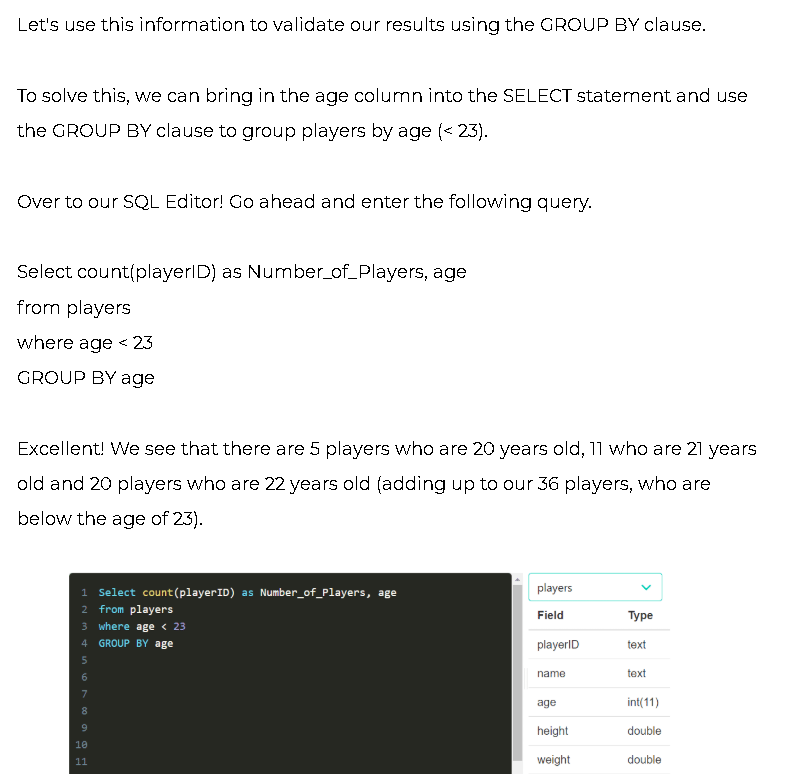 Let's use this information to validate our results using the GROUP BY clause.
To solve this, we can bring in the age column into the SELECT statement and use
the GROUP BY clause to group players by age (< 23).
Over to our SQL Editor! Go ahead and enter the following query.
Select count(playerID) as Number_of_Players, age
from players
where age < 23
GROUP BY age
Excellent! We see that there are 5 players who are 20 years old, 11 who are 21 years
old and 20 players who are 22 years old (adding up to our 36 players, who are
below the age of 23).
1 Select count(playerID) as Number_of_Players, age
2 from players
3 where age < 23
4 GROUP BY age
5
6
7
8
9
10
11
players
Field Type
playerID text
name text
age int(11)
height double
weight double